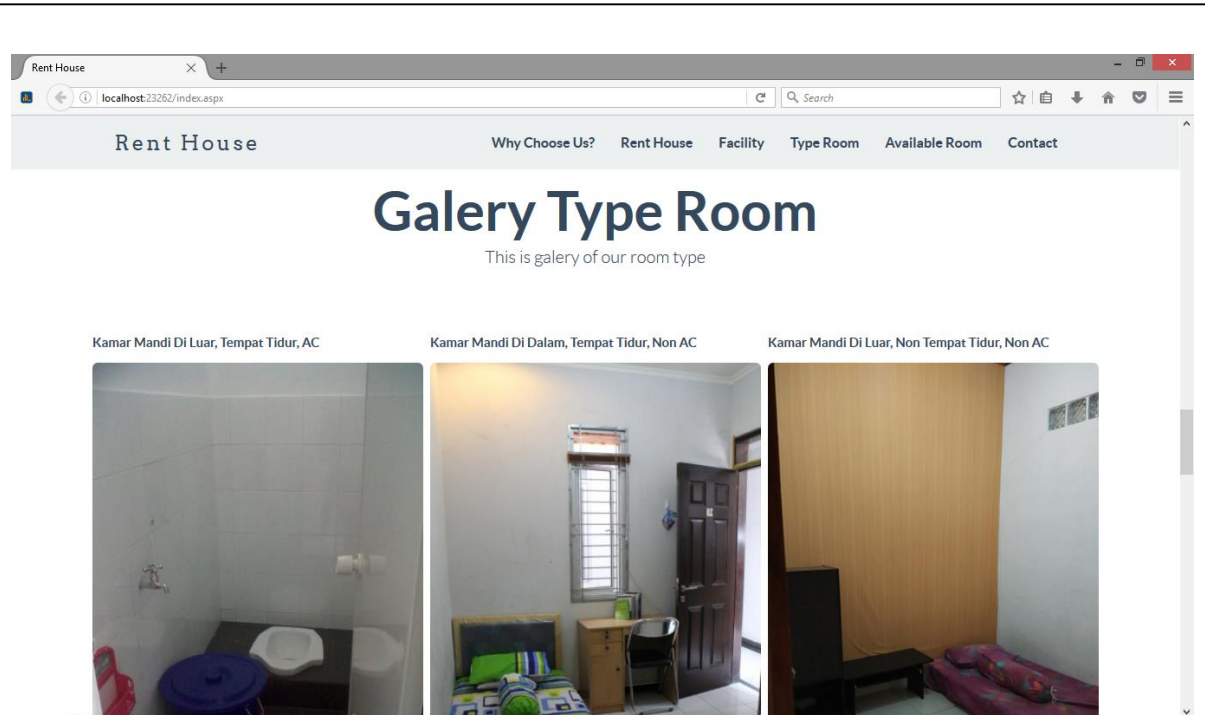 Rent House
localhost:23262/index.aspx
Search
Rent House
Why Choose Us? Rent House Facility Type Room Available Room Contact
Galery Type Room
This is galery of our room type
Kamar Mandi Di Luar, Tempat Tidur, AC
Kamar Mandi Di Dalam, Tempat Tidur, Non AC
Kamar Mandi Di Luar, Non Tempat Tidur, Non AC